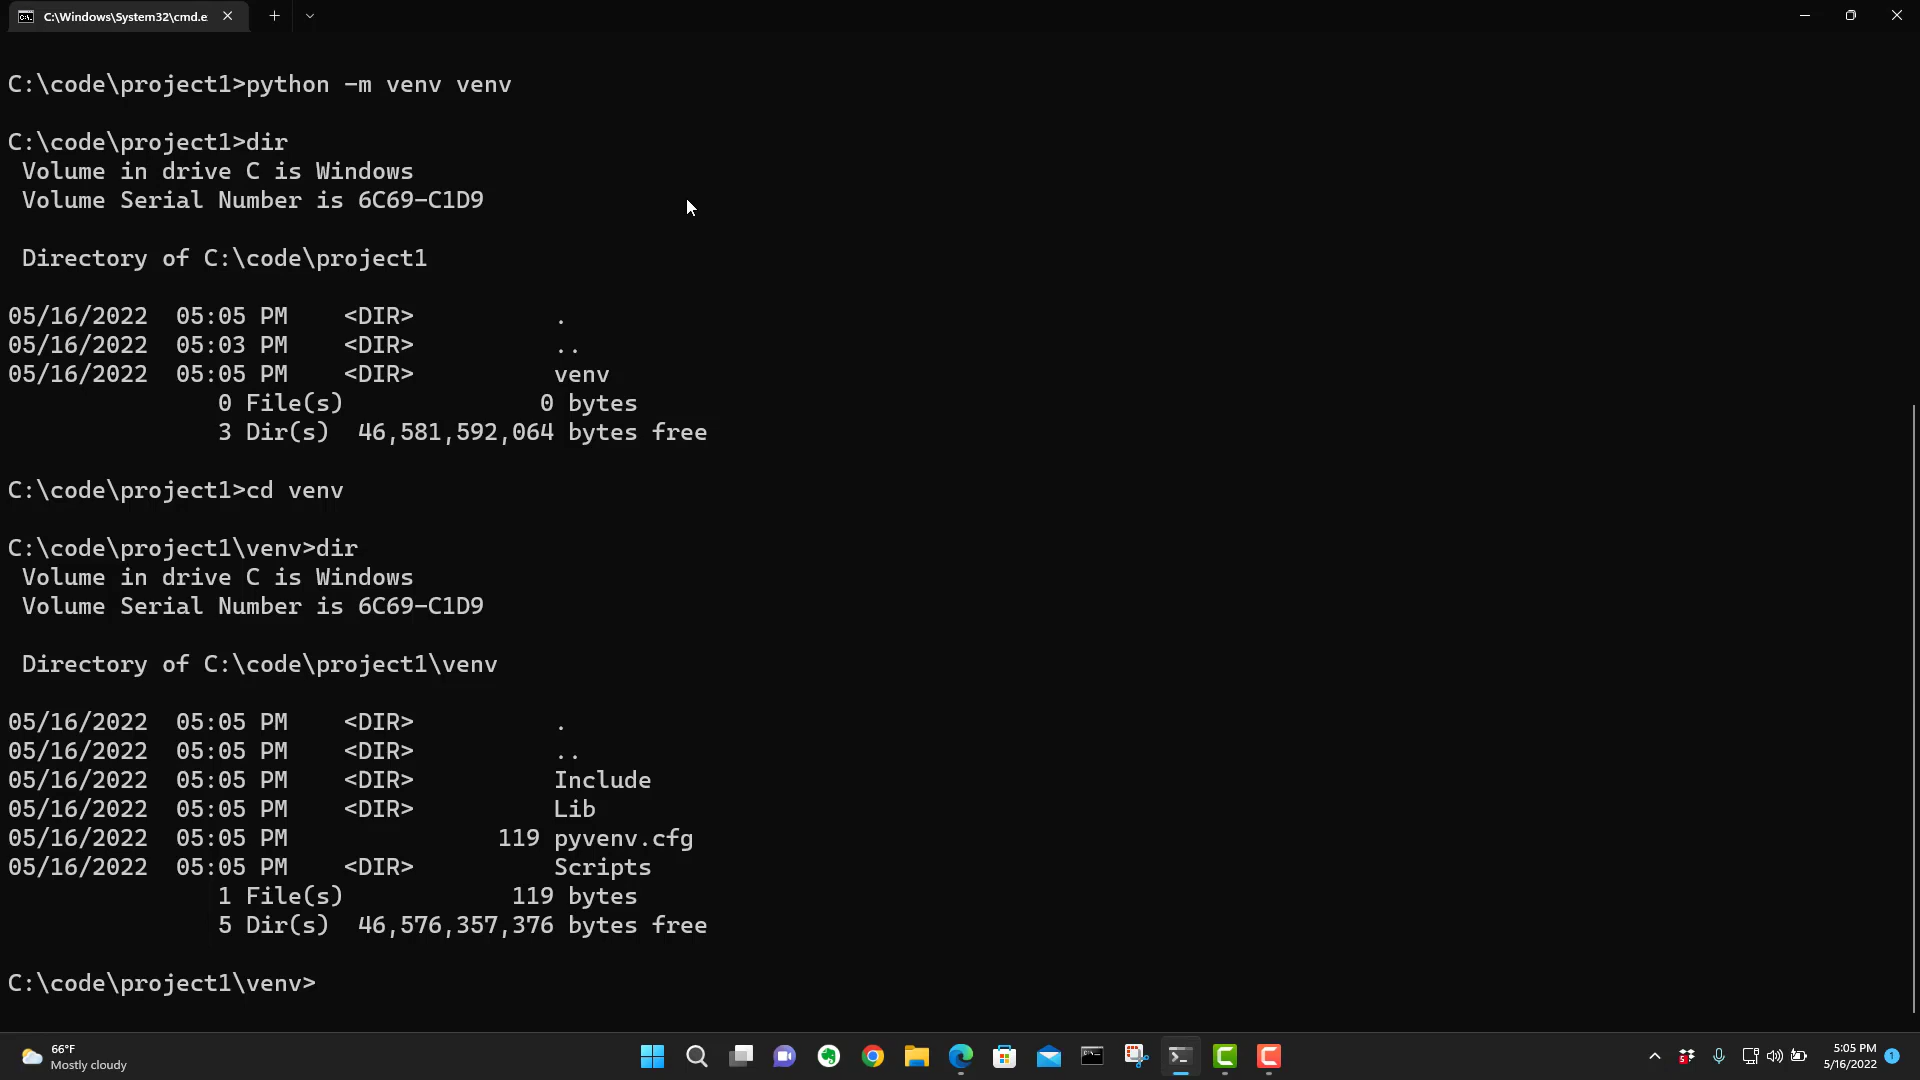 C:\Windows\System32\cmd.e
C:\code\project1>python -m venv venv
C:\code\project1>dir
Volume in drive C is Windows
Volume Serial Number is 6C69-C1D9
Directory of C:\code\project1
05/16/2022  05:05 PM    <DIR>          .
05/16/2022  05:03 PM    <DIR>          ..
05/16/2022  05:05 PM    <DIR>          venv
0 File(s)              0 bytes
3 Dir(s)  46,581,592,064 bytes free
C:\code\project1>cd venv
C:\code\project1\venv>dir
Volume in drive C is Windows
Volume Serial Number is 6C69-C1D9
Directory of C:\code\project1\venv
05/16/2022  05:05 PM    <DIR>          .
05/16/2022  05:05 PM    <DIR>          ..
05/16/2022  05:05 PM    <DIR>          Include
05/16/2022  05:05 PM    <DIR>          Lib
05/16/2022  05:05 PM               119 pyvenv.cfg
05/16/2022  05:05 PM    <DIR>          Scripts
1 File(s)            119 bytes
5 Dir(s)  46,576,357,376 bytes free
C:\code\project1\venv>
66°F
Mostly cloudy
5:05 PM
5/16/2022
1